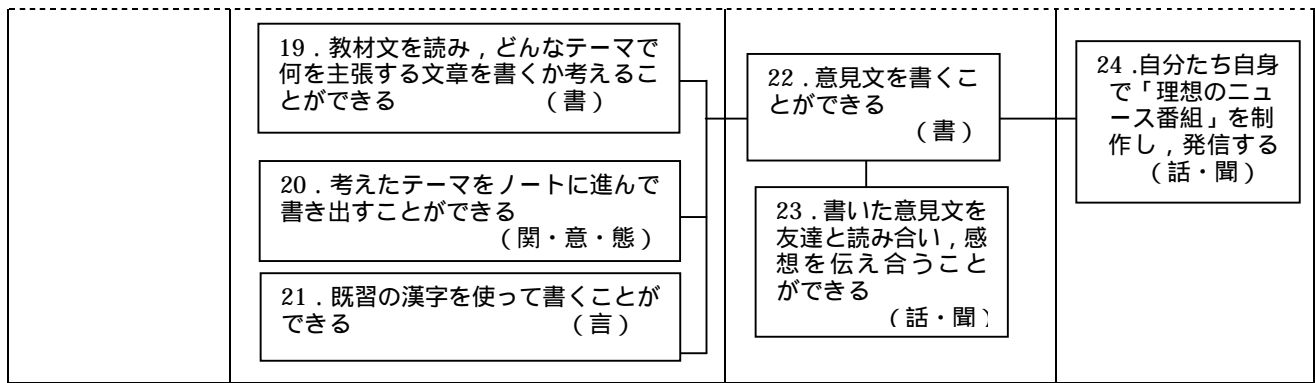 19．教材文を読み，どんなテーマで
何を主張する文章を書くか考えるこ
とができる （書）
20．考えたテーマをノートに進んで
書き出すことができる
（関・意・態）
21．既習の漢字を使って書くことが
できる （言）
22．意見文を書くこ
とができる
（書）
23．書いた意見文を
友達と読み合い，感
想を伝え合うこと
ができる
（話・聞）
24．自分たち自身
で「理想のニュ
ース番組」を制
作し，発信する
（話・聞）